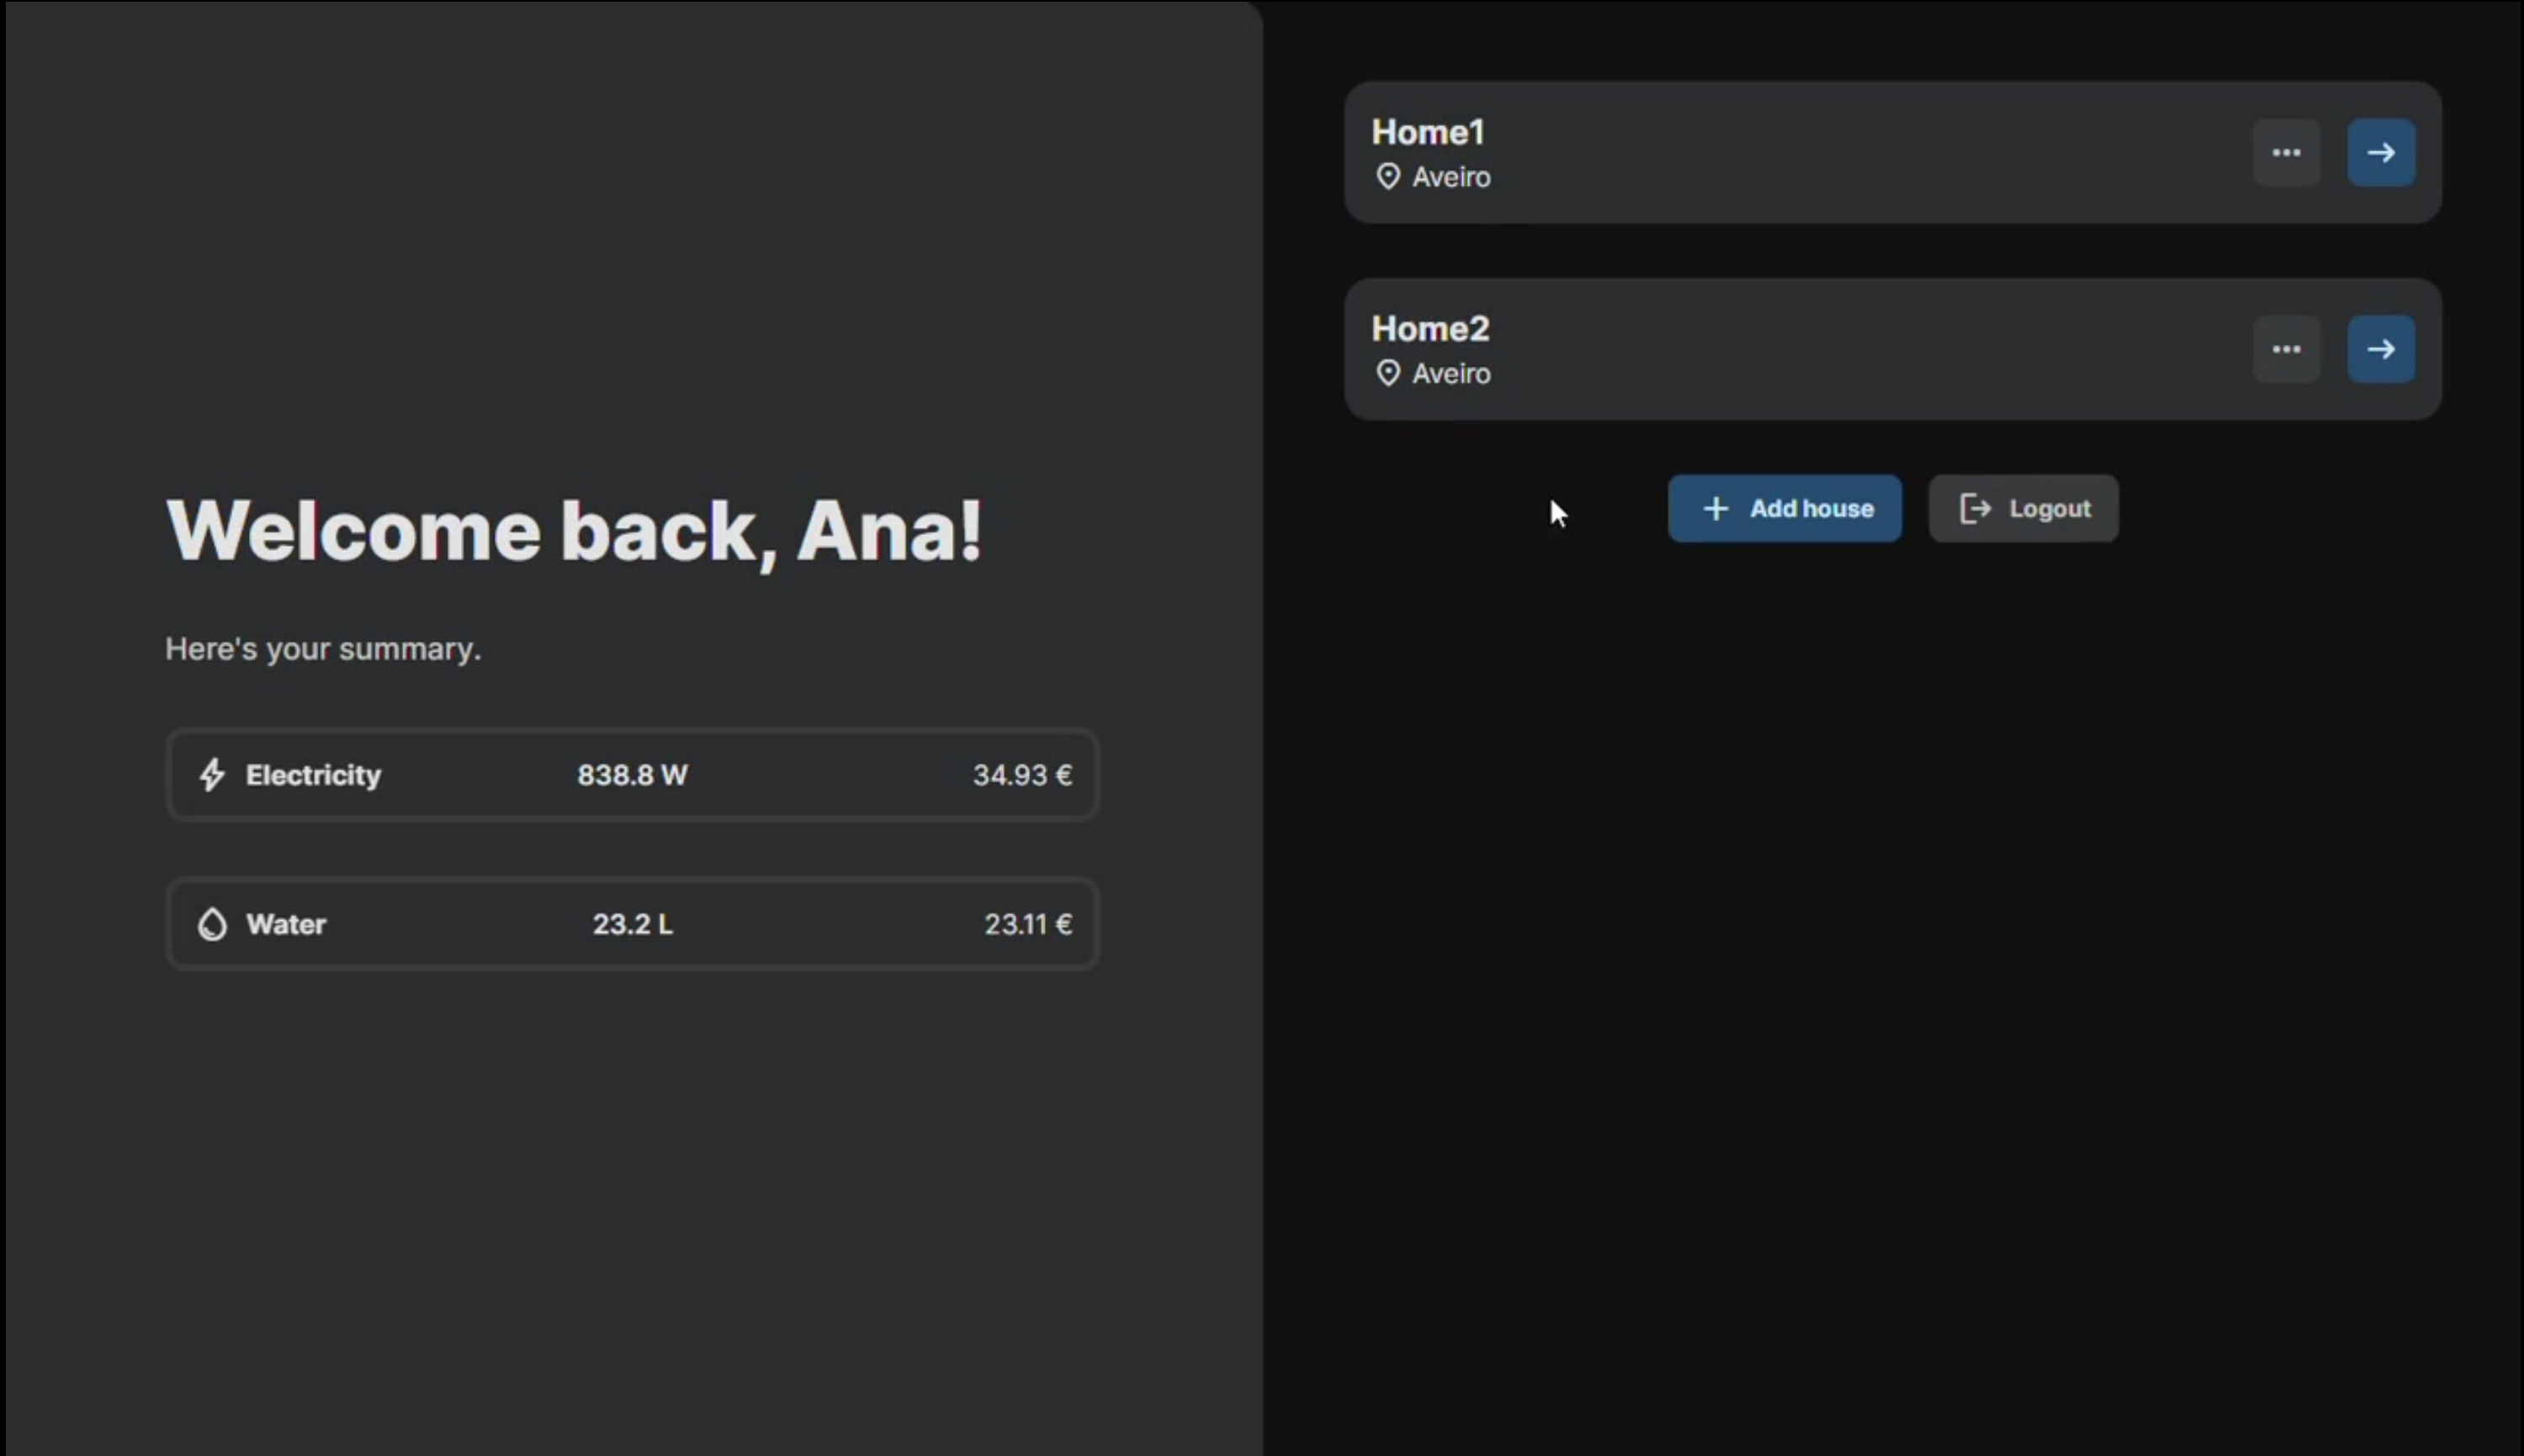 Welcome back, Ana!
Here's your summary.
Electricity 838.8 W 34.93 €
Water 23.2 L 23.11 €
Home1
Aveiro
Home2
Aveiro
Add house Logout